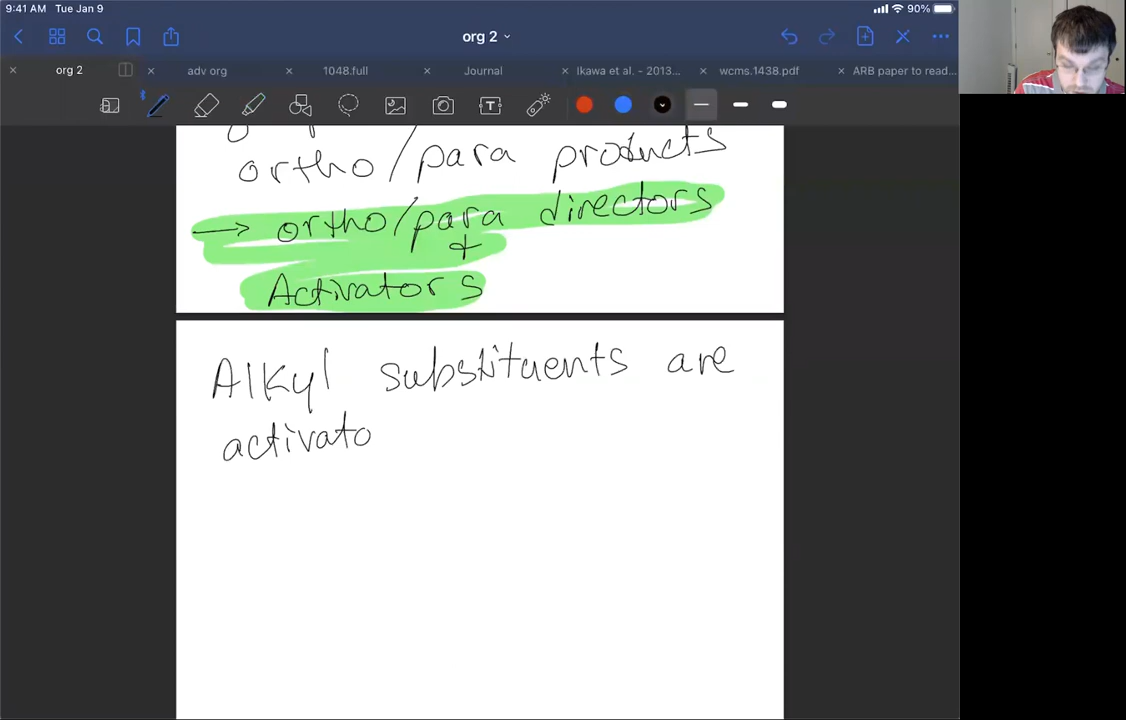 9:41 AM Tue Jan 9
90%
org 2
org 2
adv org
1048.full
Journal
Ikawa et al. - 2013...
wcms.1438.pdf
ARB paper to read...
ortho/para products
→ ortho/para directors
+
Activators
Alkyl substituents are
activato